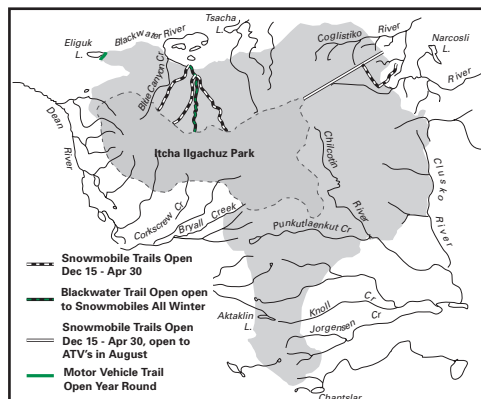 Tsacha
L.
Blackwater River
Eliguk
L.
Coglistiko River
Narcosli
L.
River
Blue Canyon Cr
Dean
River
Itcha Ilgachuz Park
Chilcotin
River
Clusko
River
Corkscrew Cr
Bryall Creek
Punkutlaenkut Cr
Snowmobile Trails Open
Dec 15 - Apr 30
Blackwater Trail Open open
to Snowmobiles All Winter
Snowmobile Trails Open
Dec 15 - Apr 30, open to
ATV's in August
Motor Vehicle Trail
Open Year Round
Aktaklin
L.
Knoll Cr
Jorgensen Cr
Chantslar